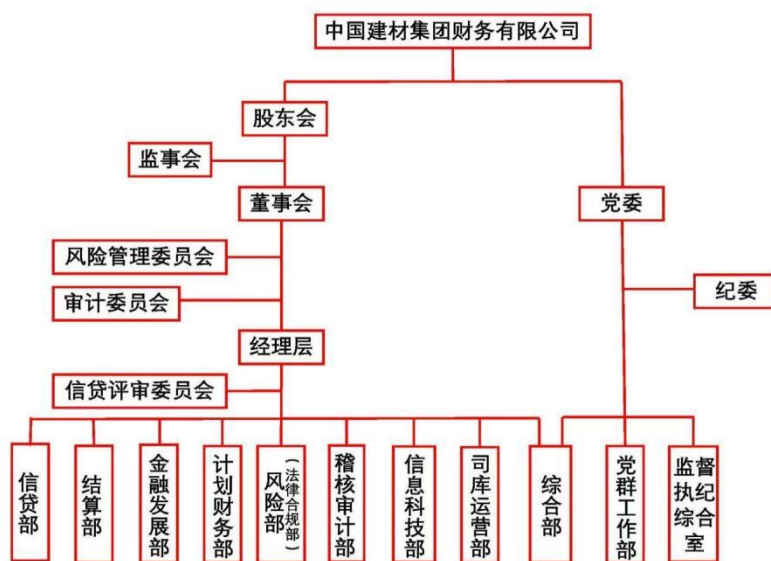 中国建材集团财务有限公司
股东会
监事会
董事会
党委
风险管理委员会
纪委
审计委员会
经理层
信贷评审委员会
信贷部
结算部
金融发展部
计划财务部
风险部
(法律合规部)
稽核审计部
信息科技部
司库运营部
综合部
党群工作部
监督
执纪
综合
室